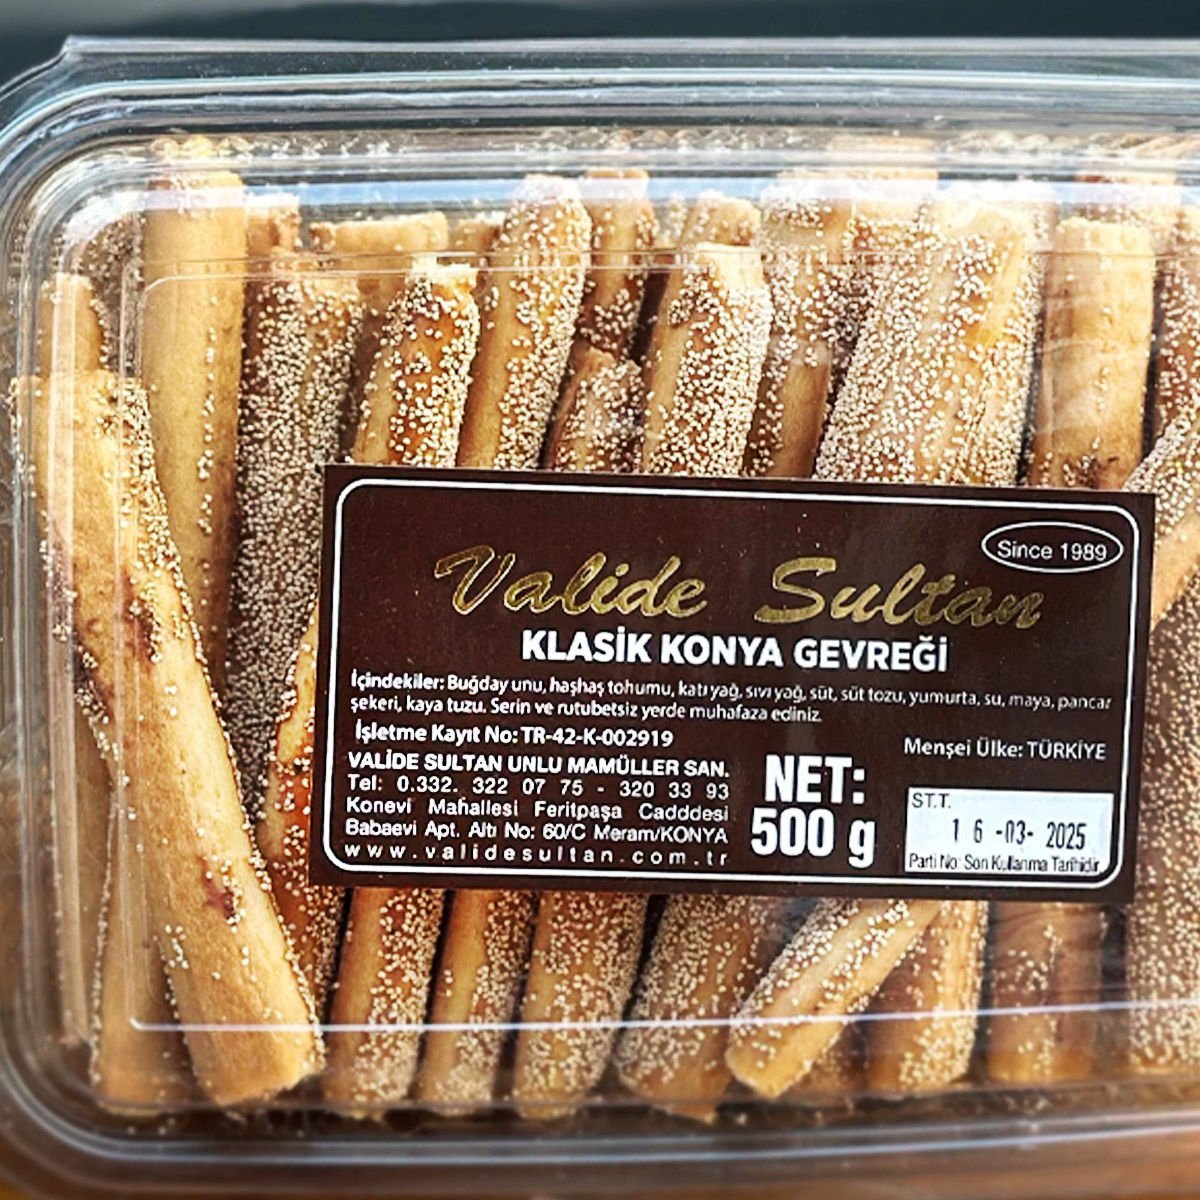 Since 1989
Valide Sultan
KLASİK KONYA GEVREĞİ
İçindekiler: Buğday unu, haşhaş tohumu, katı yağ, sıvı yağ, süt, süt tozu, yumurta, su, maya, pancar
şekeri, kaya tuzu. Serin ve rutubetsiz yerde muhafaza ediniz.
İşletme Kayıt No: TR-42-K-002919
Menşei Ülke: TÜRKİYE
VALİDE SULTAN UNLU MAMÜLLER SAN.
Tel: 0.332. 322 07 75 - 320 33 93
Konevi Mahallesi Feritpaşa Cadddesi
Babaevi Apt. Altı No: 60/C Meram/KONYA
www.validesultan.com.tr
NET:
500 g
S.T.T.
16-03-2025
Parti No: Son Kullanma Tarihidir